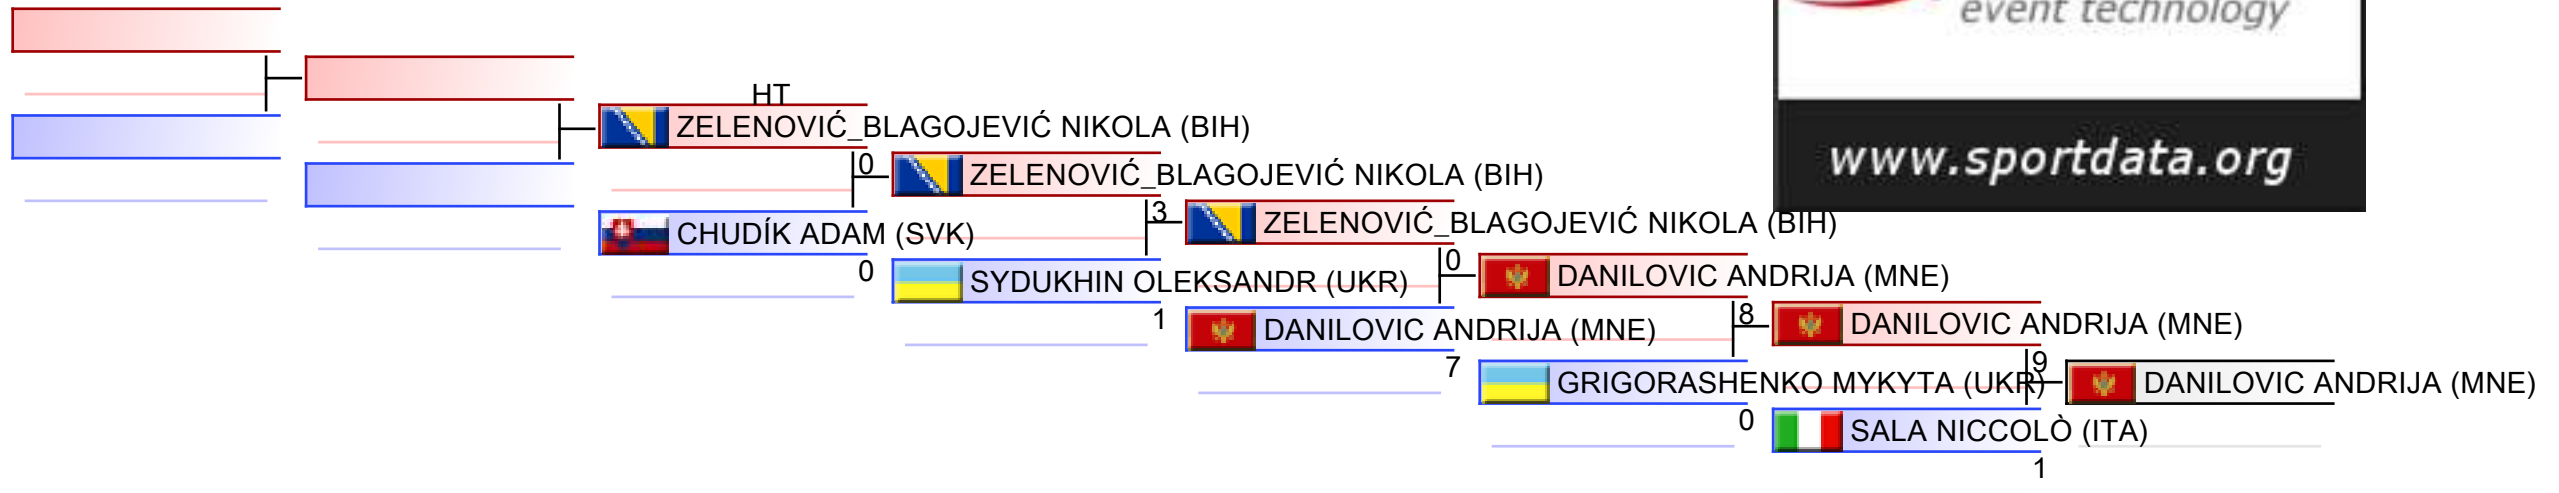 event technology
www.sportdata.org
HT
ZELENOVIĆ_BLAGOJEVIĆ NIKOLA (BIH)
0
ZELENOVIĆ_BLAGOJEVIĆ NIKOLA (BIH)
3
ZELENOVIĆ_BLAGOJEVIĆ NIKOLA (BIH)
CHUDÍK ADAM (SVK)
0
0
DANILOVIC ANDRIJA (MNE)
SYDUKHIN OLEKSANDR (UKR)
1
8
DANILOVIC ANDRIJA (MNE)
DANILOVIC ANDRIJA (MNE)
7
9
GRIGORASHENKO MYKYTA (UKR)
DANILOVIC ANDRIJA (MNE)
0
SALA NICCOLÒ (ITA)
1